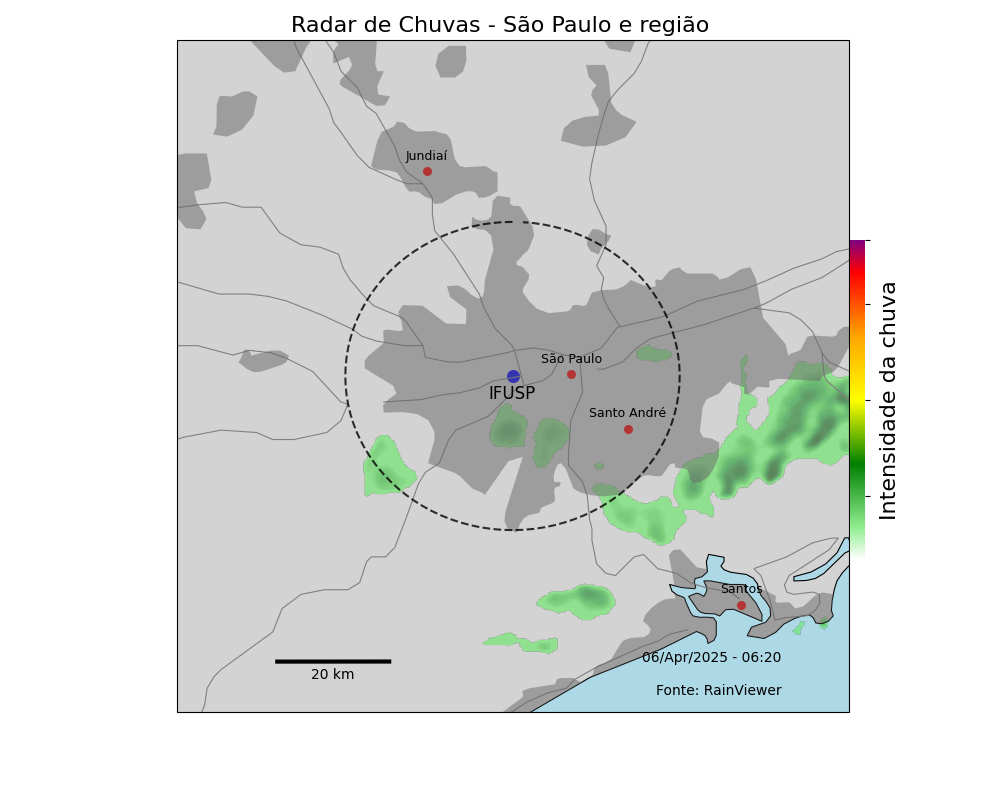 Radar de Chuvas - São Paulo e região
Jundiaí
São Paulo
IFUSP
Santo André
Intensidade da chuva
Santos
06/Apr/2025 - 06:20
20 km
Fonte: RainViewer